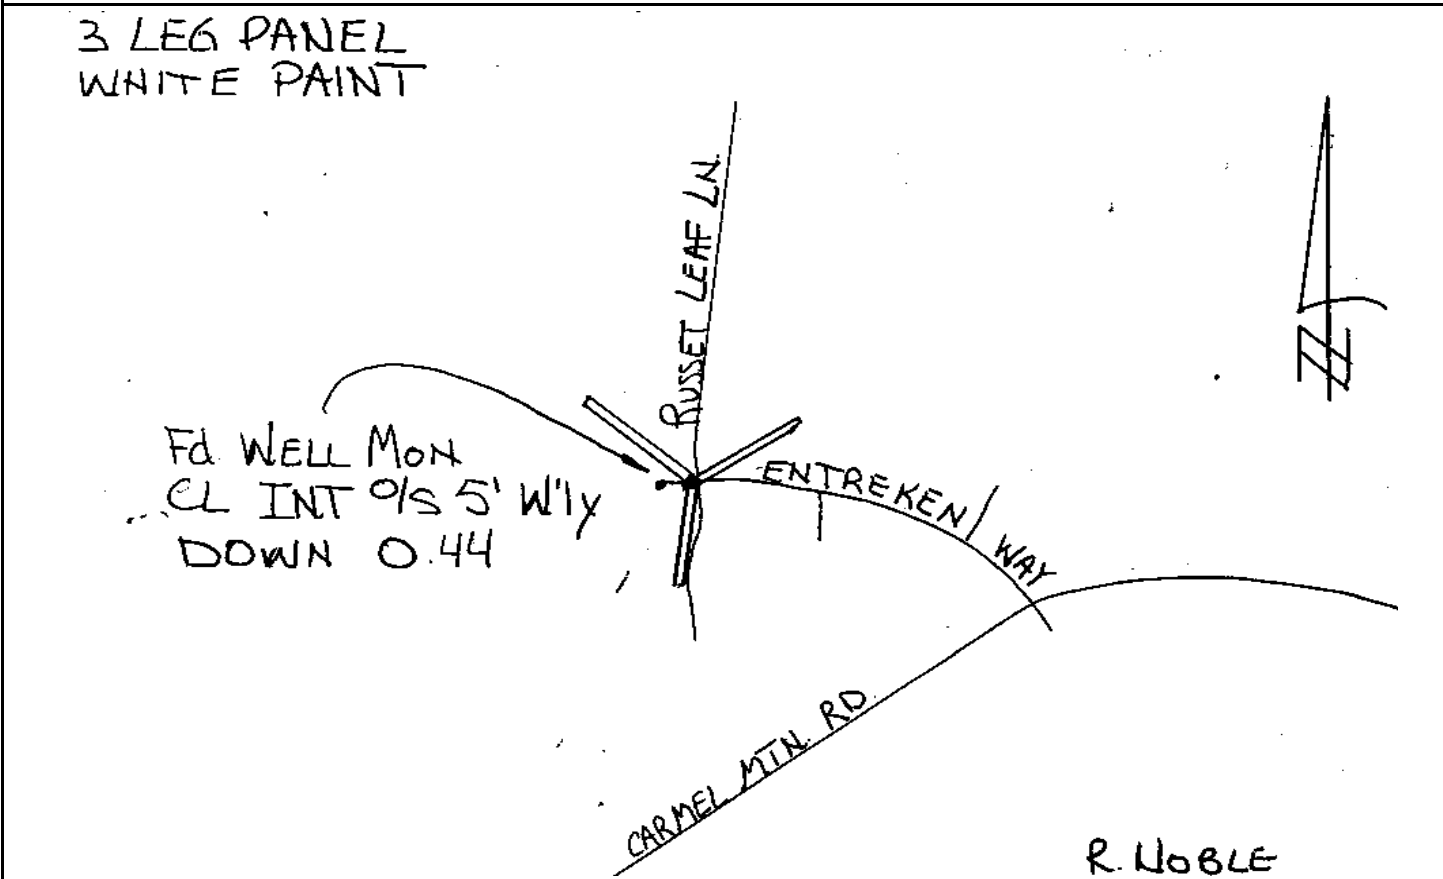 3 LEG PANEL
WHITE PAINT
RUSSET LEAF LN.
Fd WELL MON
CL INT O/S 5' W'ly
DOWN 0.44
ENTREKEN WAY
CARMEL MTN. RD
N
R. NOBLE